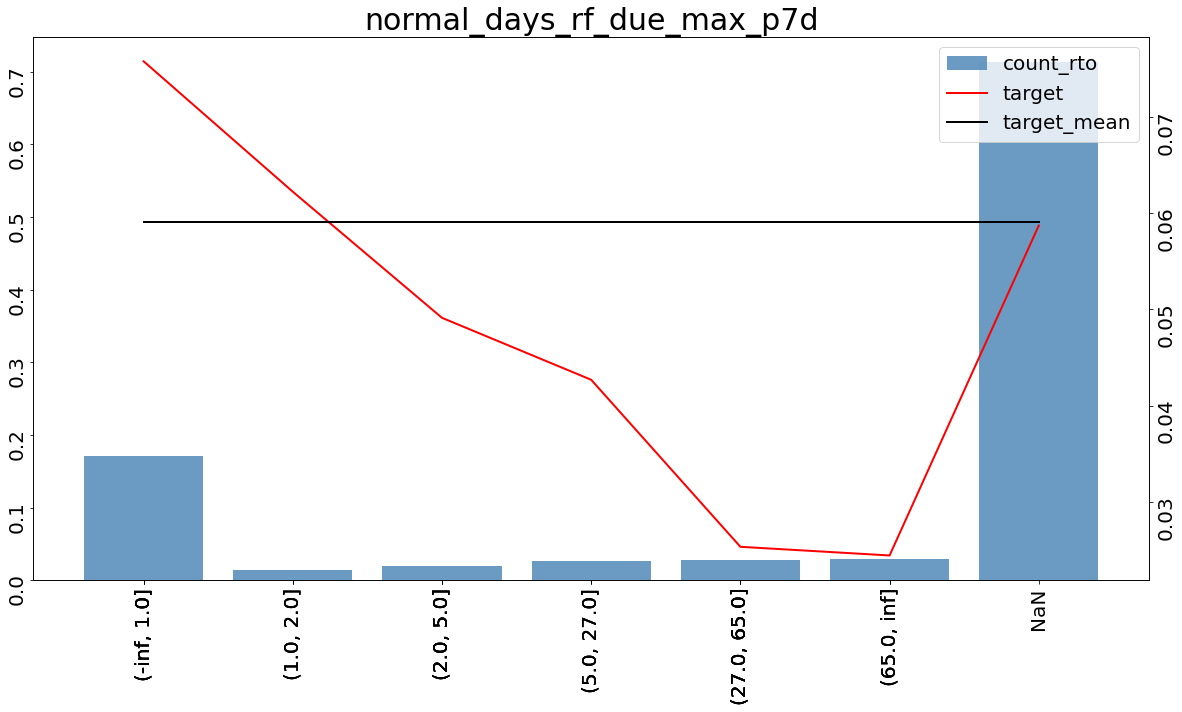 normal_days_rf_due_max_p7d
count_rto
target
target_mean
0.7
0.6
0.5
0.4
0.3
0.2
0.1
0.0
0.07
0.06
0.05
0.04
0.03
(-inf, 1.0]
(1.0, 2.0]
(2.0, 5.0]
(5.0, 27.0]
(27.0, 65.0]
(65.0, inf]
NaN